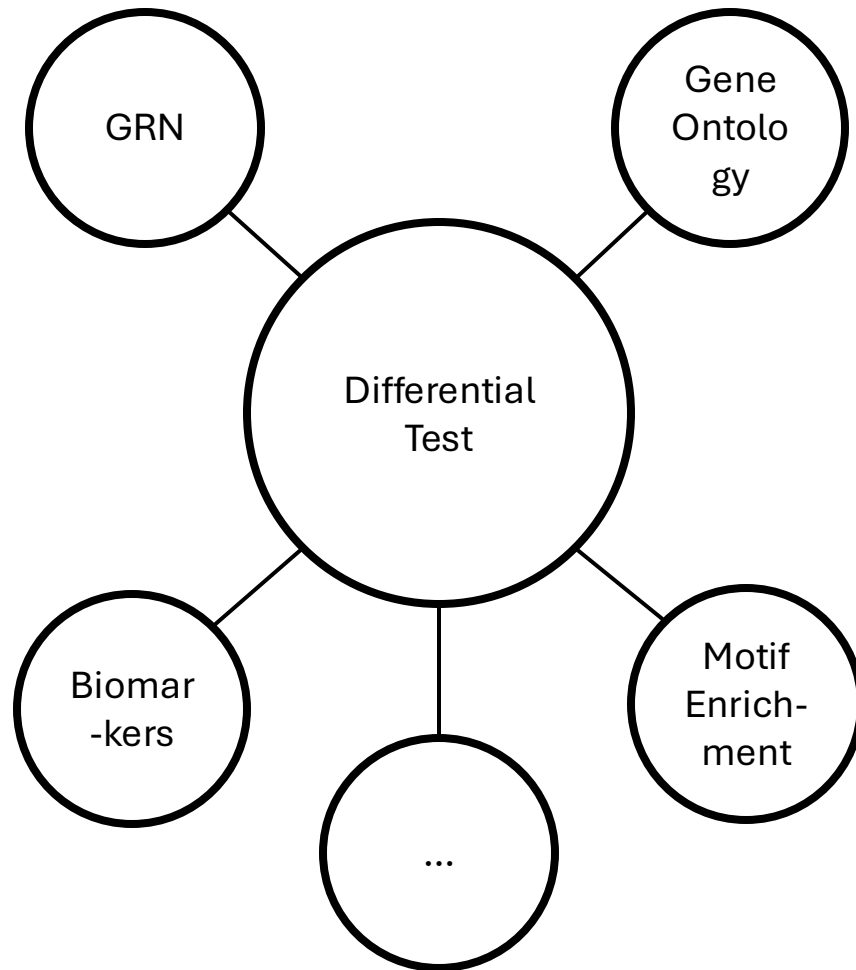 GRN
Gene
Ontolo
gy
Differential
Test
Biomar
-kers
Motif
Enrich-
ment
...